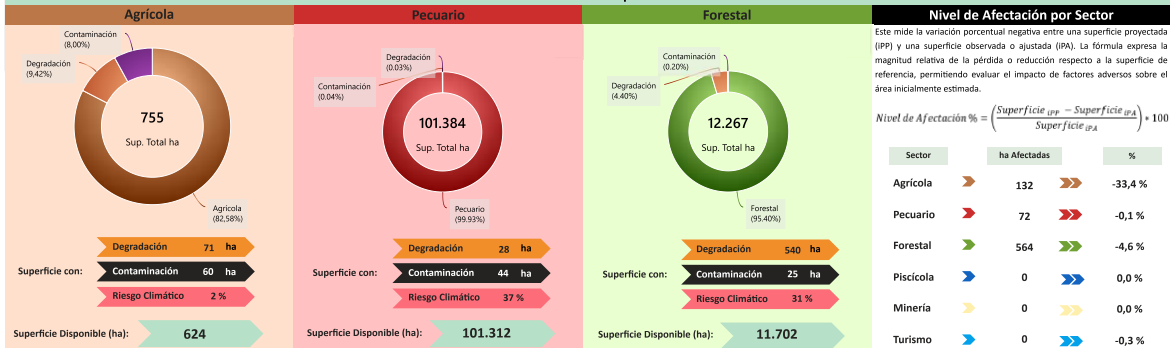 Agrícola
Contaminación
(8,00%)
Degradación
(9,42%)
755
Sup. Total ha
Agrícola
(82,58%)
Superficie con:
Degradación 71 ha
Contaminación 60 ha
Riesgo Climático 2 %
Superficie Disponible (ha): 624
Pecuario
Degradación
(0.03%)
Contaminación
(0.04%)
101.384
Sup. Total ha
Pecuario
(99.93%)
Superficie con:
Degradación 28 ha
Contaminación 44 ha
Riesgo Climático 37 %
Superficie Disponible (ha): 101.312
Forestal
Contaminación
(0.20%)
Degradación
(4.40%)
12.267
Sup. Total ha
Forestal
(95.40%)
Superficie con:
Degradación 540 ha
Contaminación 25 ha
Riesgo Climático 31 %
Superficie Disponible (ha): 11.702
Nivel de Afectación por Sector
Este mide la variación porcentual negativa entre una superficie proyectada
(iPP) y una superficie observada o ajustada (iPA). La fórmula expresa la
magnitud relativa de la pérdida o reducción respecto a la superficie de
referencia, permitiendo evaluar el impacto de factores adversos sobre el
área inicialmente estimada.
Nivel de Afectación % = (Superficie iPP − Superficie iPA / Superficie iPA) * 100
Sector ha Afectadas %
Agrícola 132 -33,4 %
Pecuario 72 -0,1 %
Forestal 564 -4,6 %
Piscícola 0 0,0 %
Minería 0 0,0 %
Turismo 0 -0,3 %